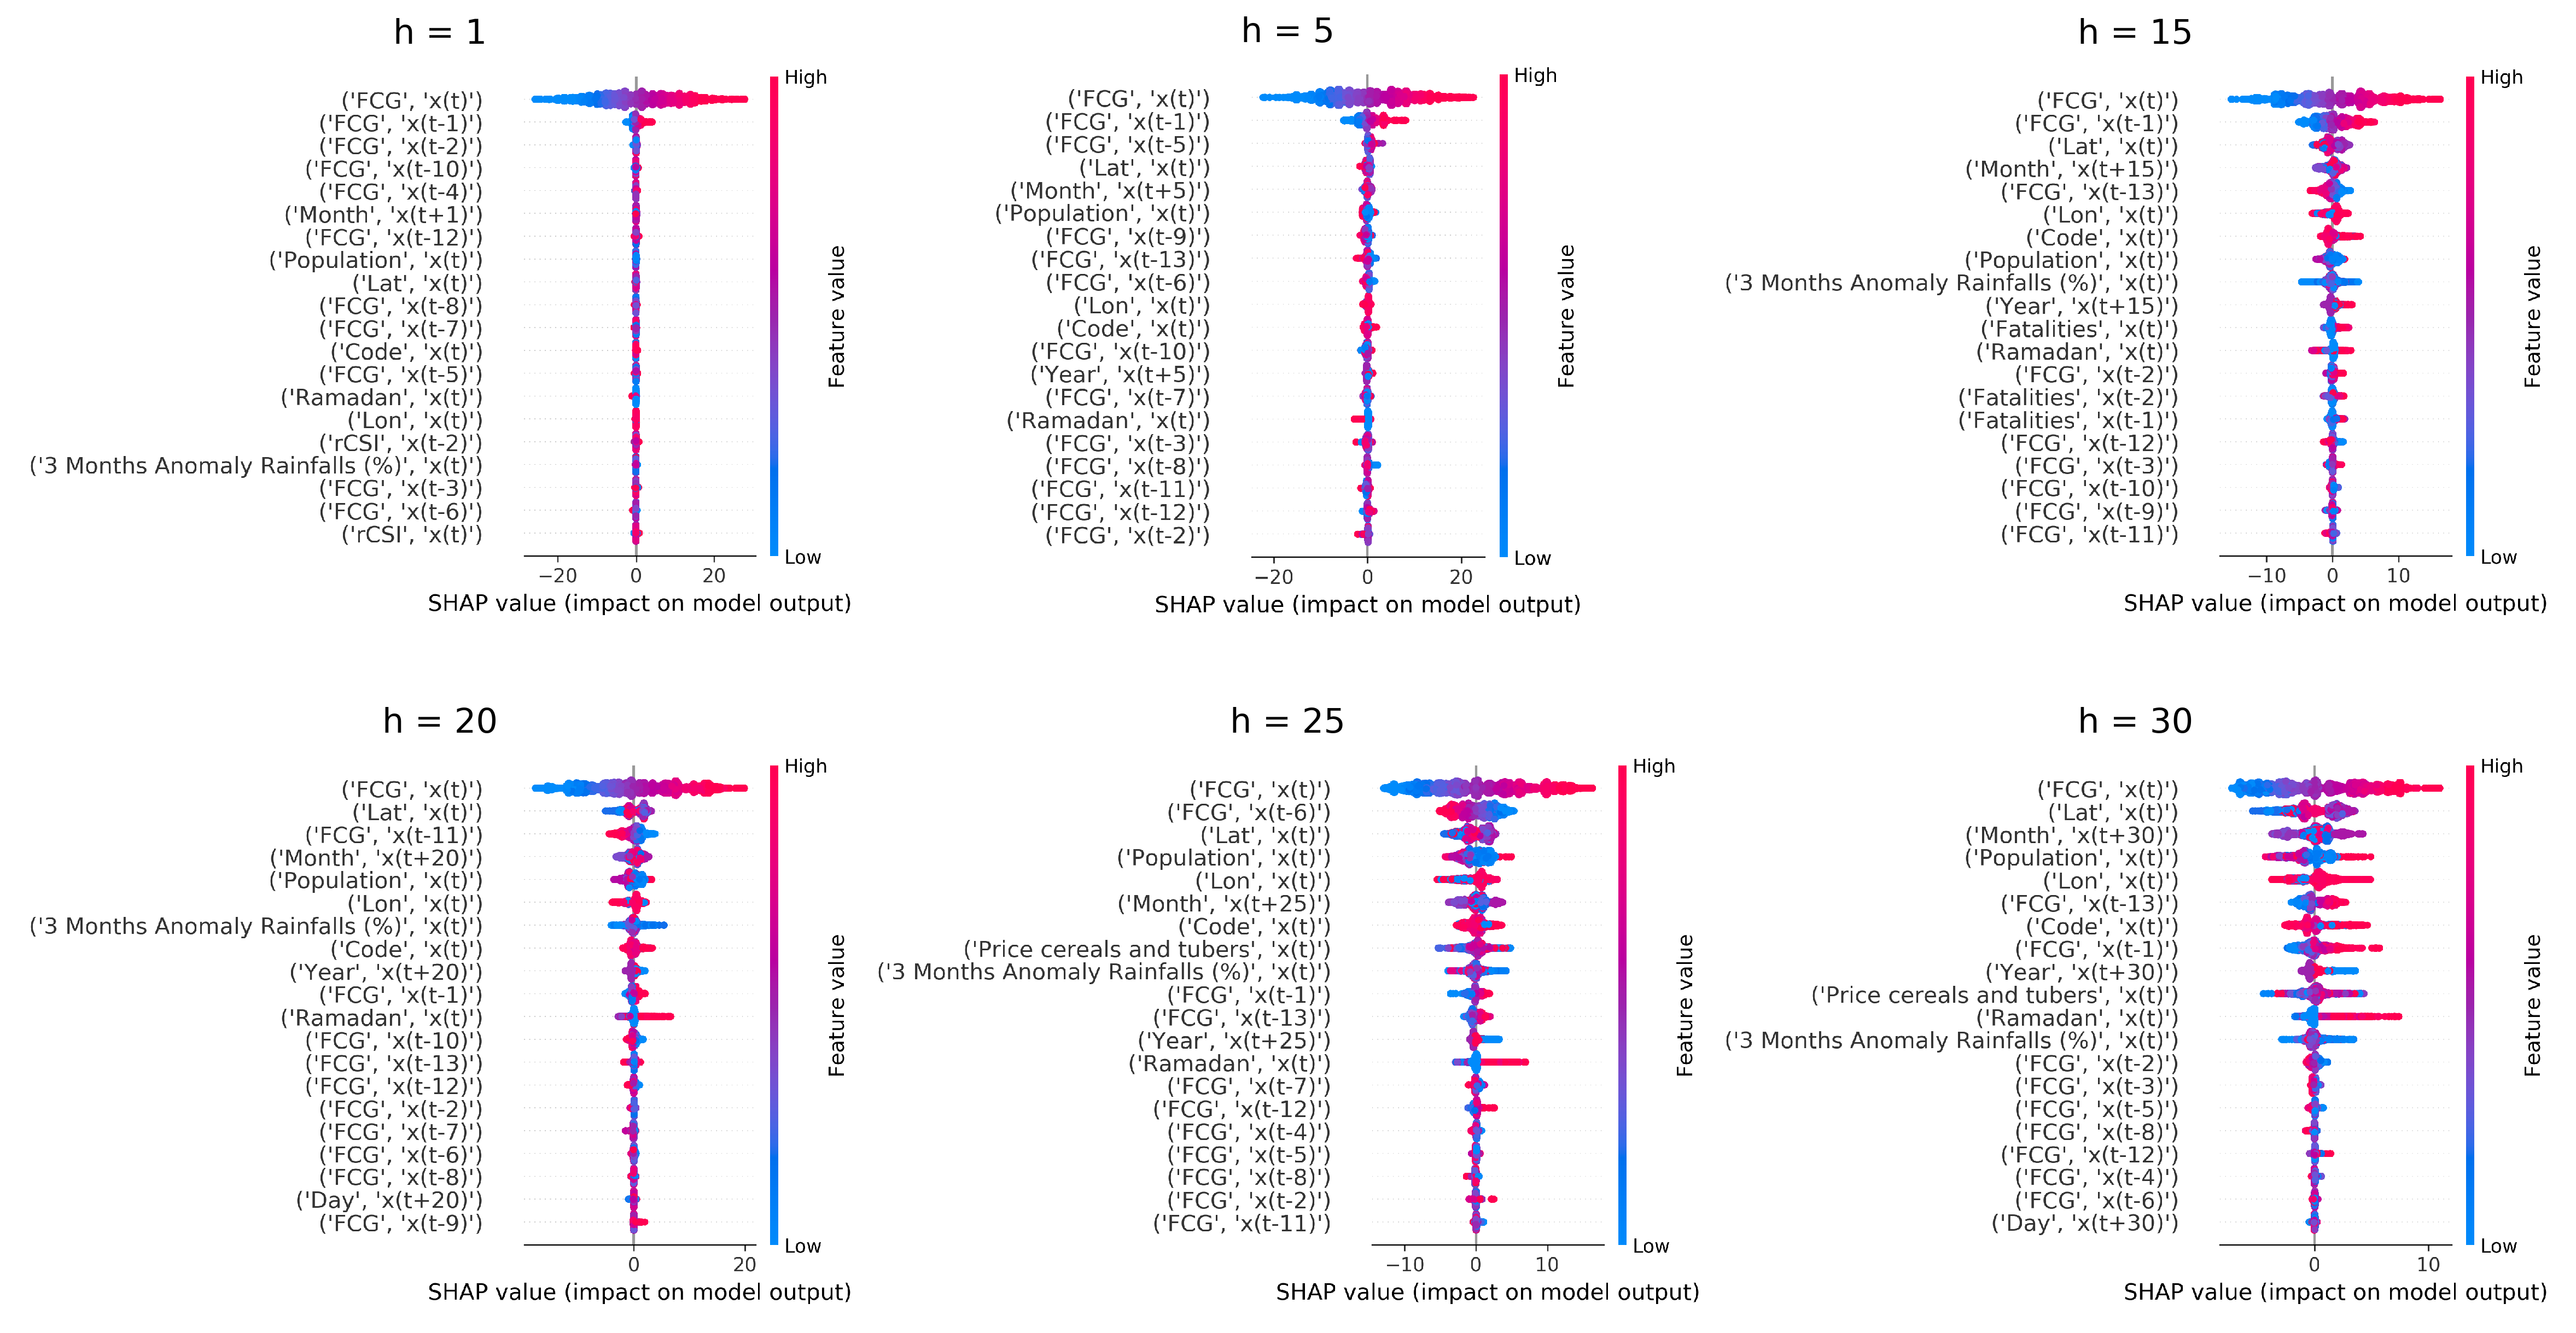 h = 1
('FCG', 'x(t)')
('FCG', 'x(t-1)')
('FCG', 'x(t-2)')
('FCG', 'x(t-10)')
('FCG', 'x(t-4)')
('Month', 'x(t+1)')
('FCG', 'x(t-12)')
('Population', 'x(t)')
('Lat', 'x(t)')
('FCG', 'x(t-8)')
('FCG', 'x(t-7)')
('Code', 'x(t)')
('FCG', 'x(t-5)')
('Ramadan', 'x(t)')
('Lon', 'x(t)')
('rCSI', 'x(t-2)')
('3 Months Anomaly Rainfalls (%)', 'x(t)')
('FCG', 'x(t-3)')
('FCG', 'x(t-6)')
('rCSI', 'x(t)')
−20 0 20
SHAP value (impact on model output)
High
Feature value
Low
h = 5
('FCG', 'x(t)')
('FCG', 'x(t-1)')
('FCG', 'x(t-5)')
('Lat', 'x(t)')
('Month', 'x(t+5)')
('Population', 'x(t)')
('FCG', 'x(t-9)')
('FCG', 'x(t-13)')
('FCG', 'x(t-6)')
('Lon', 'x(t)')
('Code', 'x(t)')
('FCG', 'x(t-10)')
('Year', 'x(t+5)')
('FCG', 'x(t-7)')
('Ramadan', 'x(t)')
('FCG', 'x(t-3)')
('FCG', 'x(t-8)')
('FCG', 'x(t-11)')
('FCG', 'x(t-12)')
('FCG', 'x(t-2)')
−20 0 20
SHAP value (impact on model output)
High
Feature value
Low
h = 15
('FCG', 'x(t)')
('FCG', 'x(t-1)')
('Lat', 'x(t)')
('Month', 'x(t+15)')
('FCG', 'x(t-13)')
('Lon', 'x(t)')
('Code', 'x(t)')
('Population', 'x(t)')
('3 Months Anomaly Rainfalls (%)', 'x(t)')
('Year', 'x(t+15)')
('Fatalities', 'x(t)')
('Ramadan', 'x(t)')
('FCG', 'x(t-2)')
('Fatalities', 'x(t-2)')
('Fatalities', 'x(t-1)')
('FCG', 'x(t-12)')
('FCG', 'x(t-3)')
('FCG', 'x(t-10)')
('FCG', 'x(t-9)')
('FCG', 'x(t-11)')
−10 0 10
SHAP value (impact on model output)
High
Feature value
Low
h = 20
('FCG', 'x(t)')
('Lat', 'x(t)')
('FCG', 'x(t-11)')
('Month', 'x(t+20)')
('Population', 'x(t)')
('Lon', 'x(t)')
('3 Months Anomaly Rainfalls (%)', 'x(t)')
('Code', 'x(t)')
('Year', 'x(t+20)')
('FCG', 'x(t-1)')
('Ramadan', 'x(t)')
('FCG', 'x(t-10)')
('FCG', 'x(t-13)')
('FCG', 'x(t-12)')
('FCG', 'x(t-2)')
('FCG', 'x(t-7)')
('FCG', 'x(t-6)')
('FCG', 'x(t-8)')
('Day', 'x(t+20)')
('FCG', 'x(t-9)')
0 20
SHAP value (impact on model output)
High
Feature value
Low
h = 25
('FCG', 'x(t)')
('FCG', 'x(t-6)')
('Lat', 'x(t)')
('Population', 'x(t)')
('Lon', 'x(t)')
('Month', 'x(t+25)')
('Code', 'x(t)')
('Price cereals and tubers', 'x(t)')
('3 Months Anomaly Rainfalls (%)', 'x(t)')
('FCG', 'x(t-1)')
('FCG', 'x(t-13)')
('Year', 'x(t+25)')
('Ramadan', 'x(t)')
('FCG', 'x(t-7)')
('FCG', 'x(t-12)')
('FCG', 'x(t-4)')
('FCG', 'x(t-5)')
('FCG', 'x(t-8)')
('FCG', 'x(t-2)')
('FCG', 'x(t-11)')
−10 0 10
SHAP value (impact on model output)
High
Feature value
Low
h = 30
('FCG', 'x(t)')
('Lat', 'x(t)')
('Month', 'x(t+30)')
('Population', 'x(t)')
('Lon', 'x(t)')
('FCG', 'x(t-13)')
('Code', 'x(t)')
('FCG', 'x(t-1)')
('Year', 'x(t+30)')
('Price cereals and tubers', 'x(t)')
('Ramadan', 'x(t)')
('3 Months Anomaly Rainfalls (%)', 'x(t)')
('FCG', 'x(t-2)')
('FCG', 'x(t-3)')
('FCG', 'x(t-5)')
('FCG', 'x(t-8)')
('FCG', 'x(t-12)')
('FCG', 'x(t-4)')
('FCG', 'x(t-6)')
('Day', 'x(t+30)')
0 10
SHAP value (impact on model output)
High
Feature value
Low